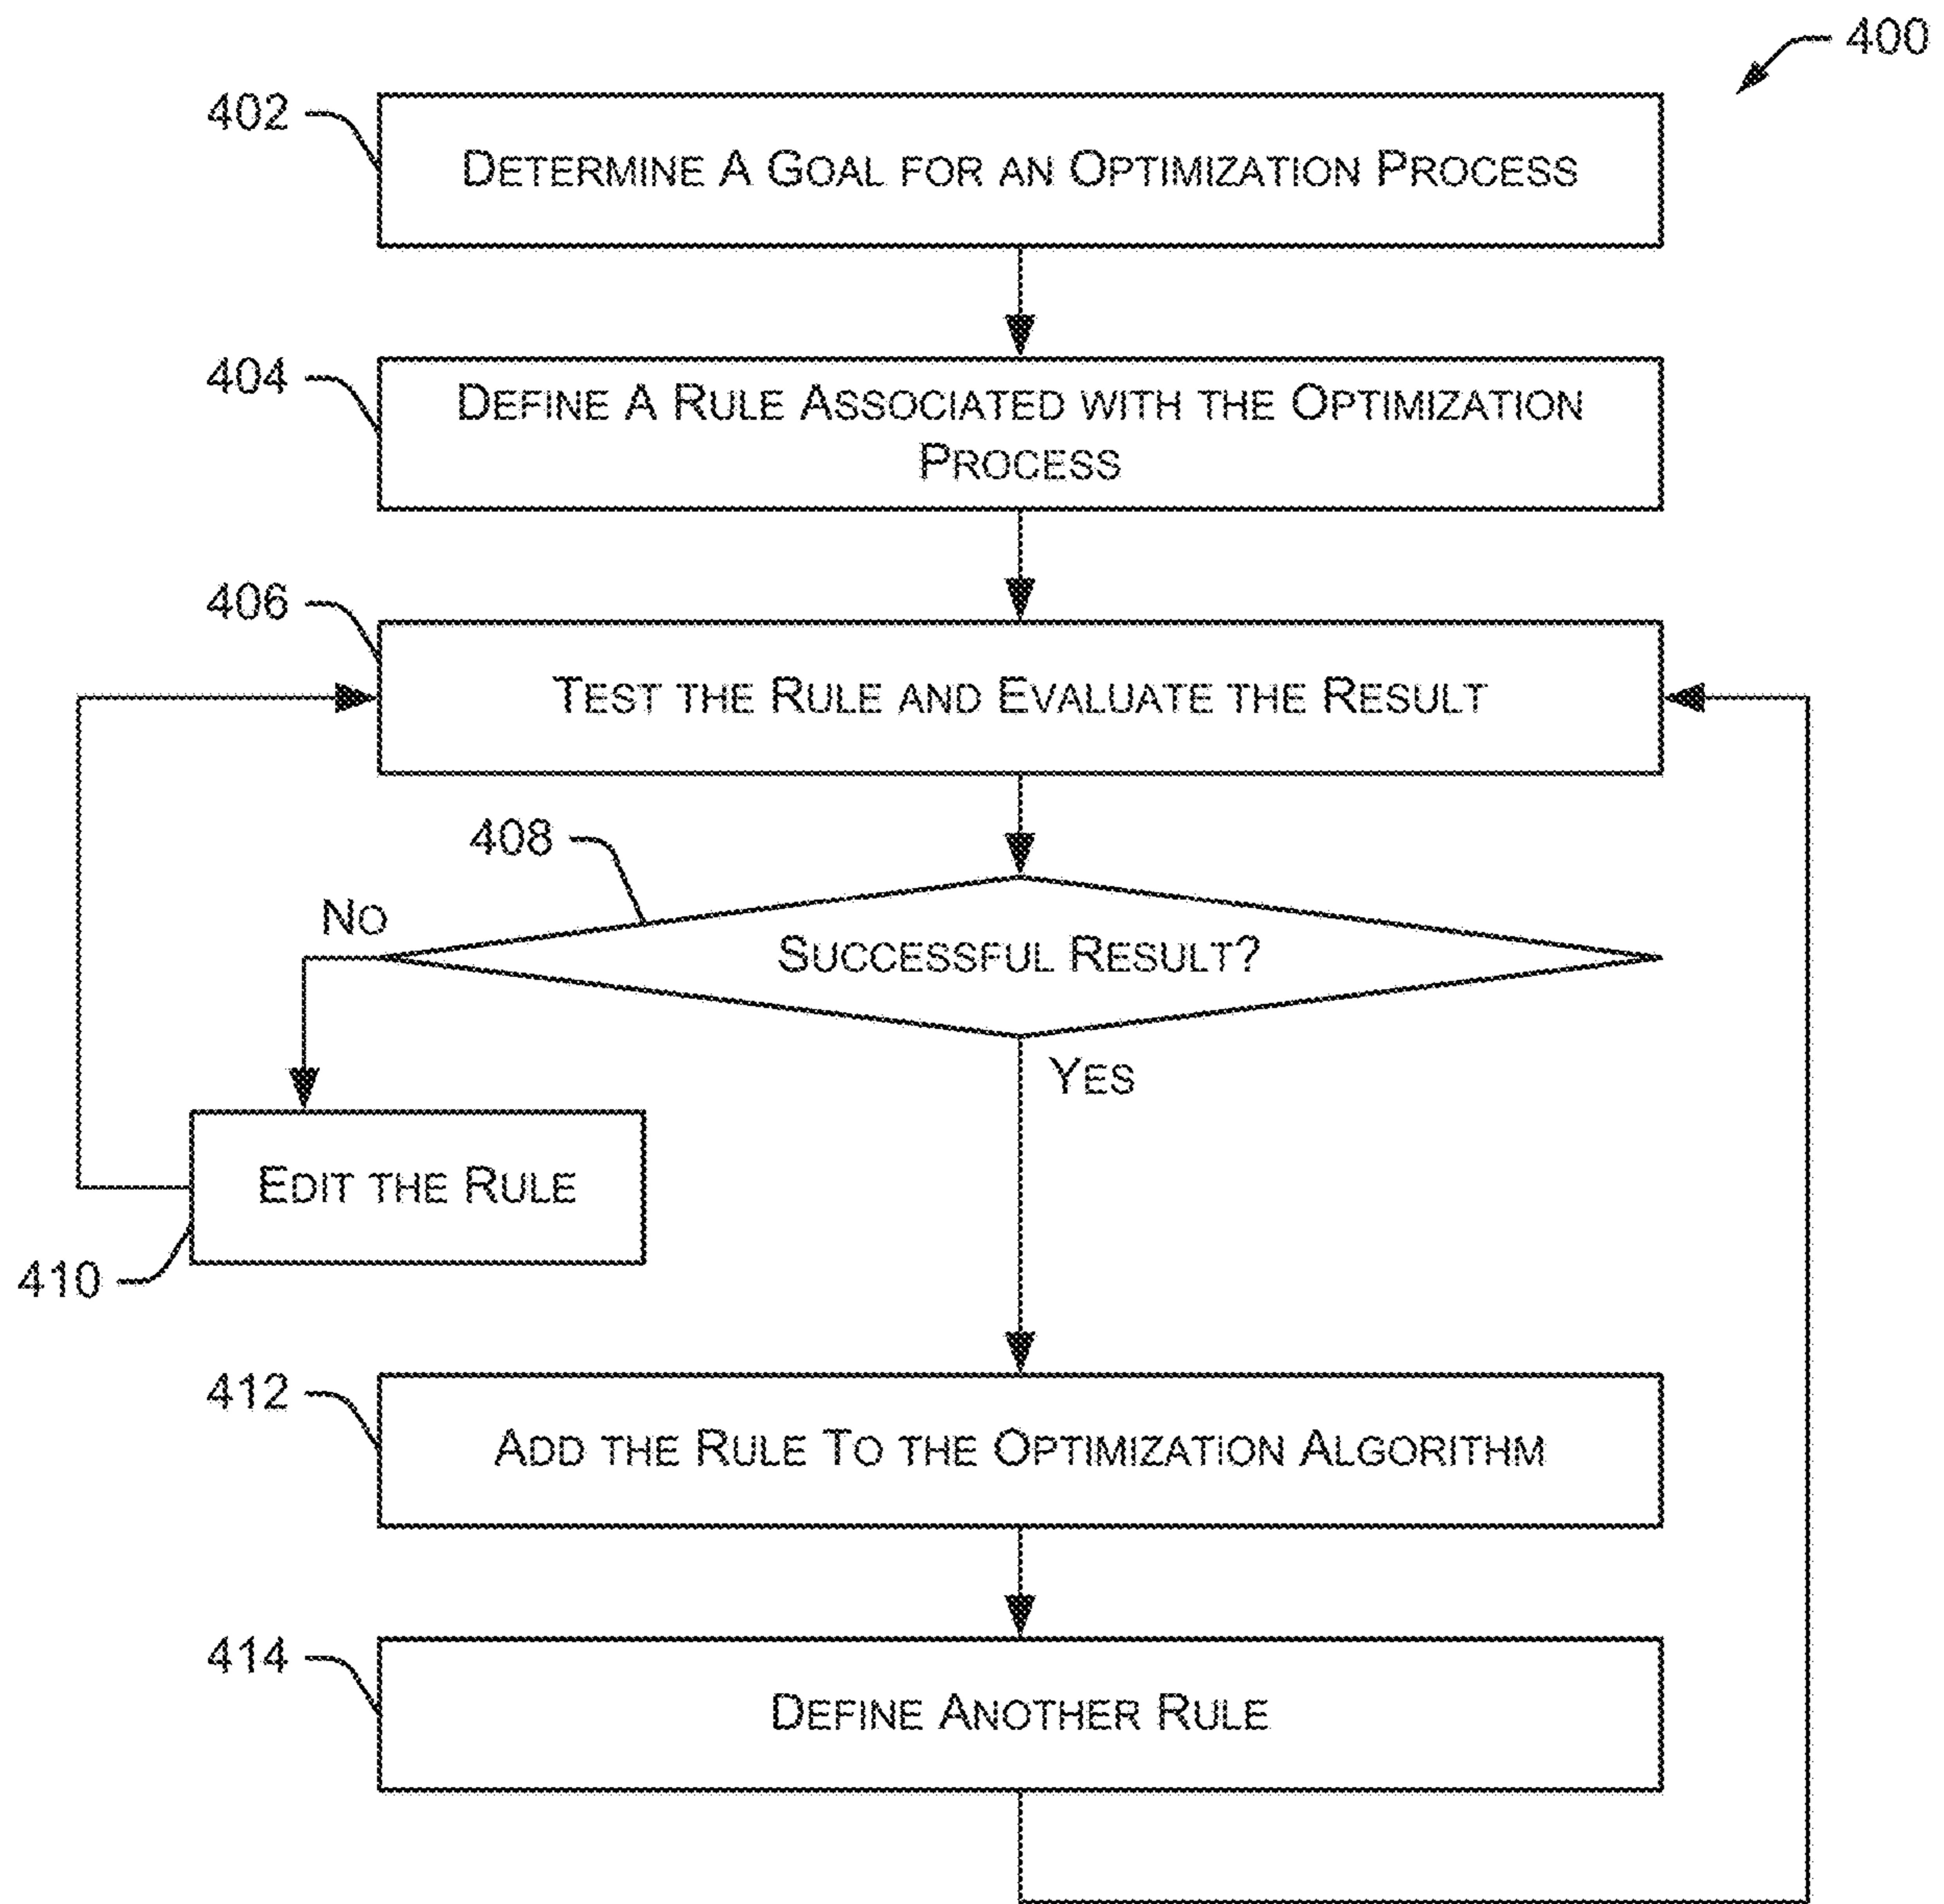 400
402
DETERMINE A GOAL FOR AN OPTIMIZATION PROCESS
404
DEFINE A RULE ASSOCIATED WITH THE OPTIMIZATION
PROCESS
406
TEST THE RULE AND EVALUATE THE RESULT
408
NO
SUCCESSFUL RESULT?
YES
EDIT THE RULE
410
412
ADD THE RULE TO THE OPTIMIZATION ALGORITHM
414
DEFINE ANOTHER RULE